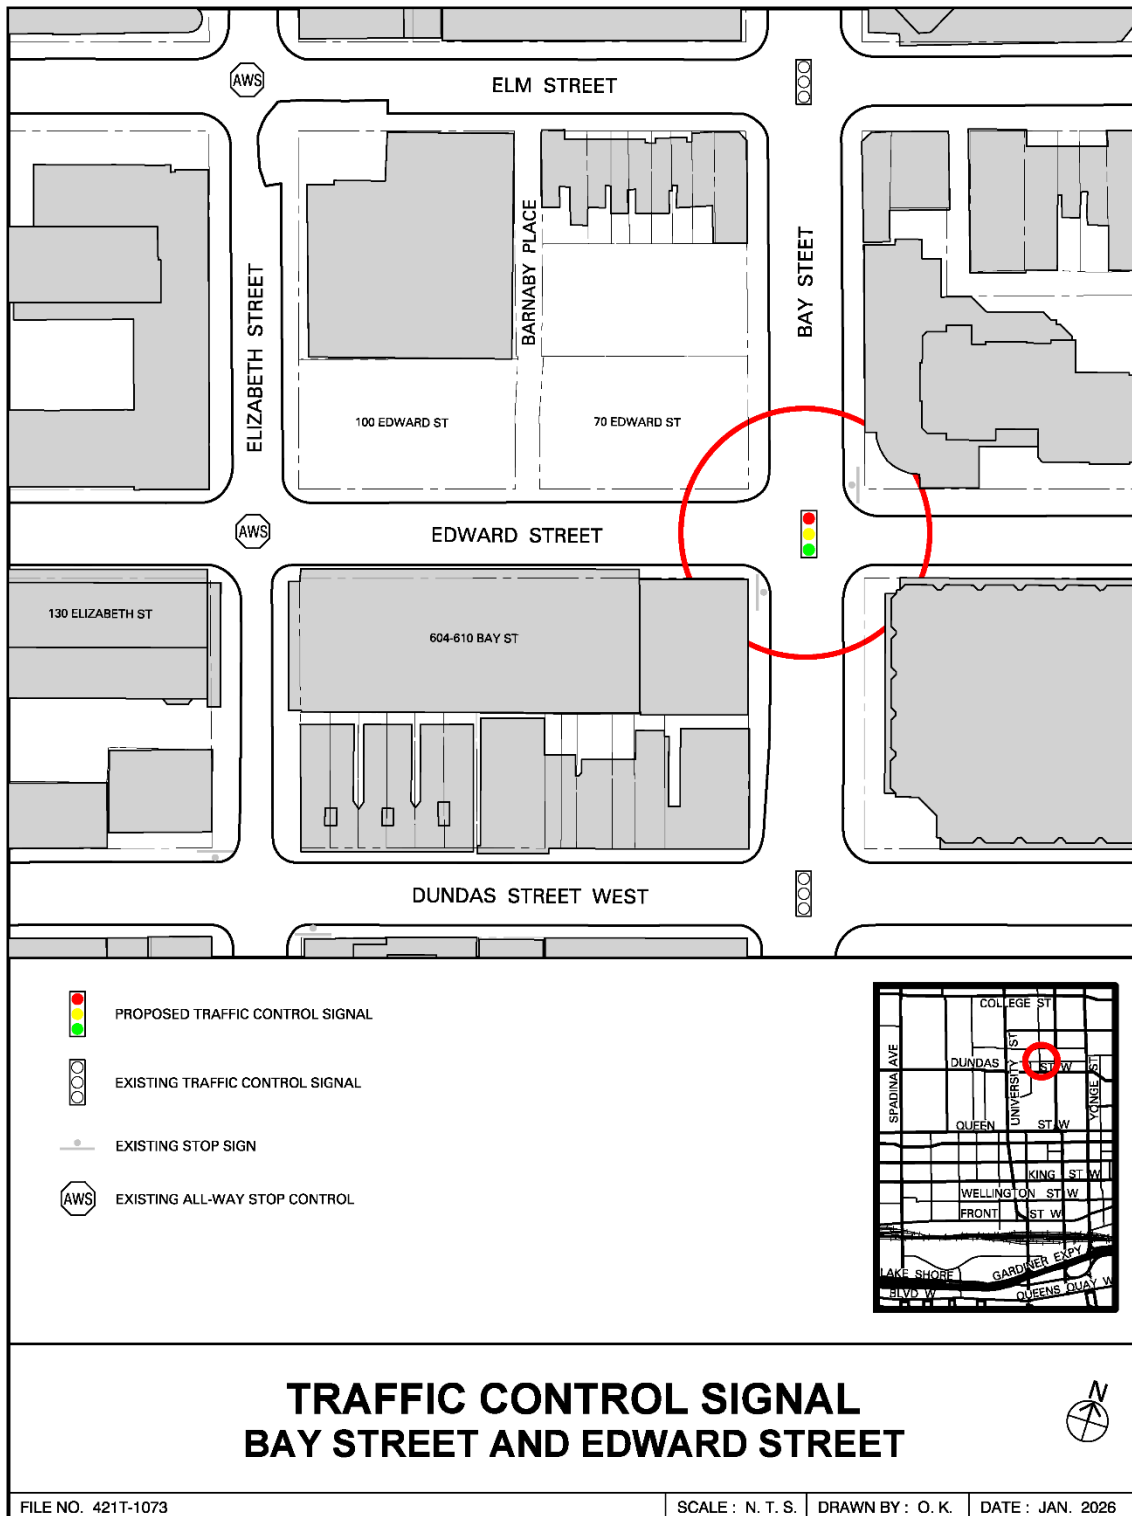 AWS
ELM STREET
BARNABY PLACE
BAY STEET
ELIZABETH STREET
100 EDWARD ST
70 EDWARD ST
AWS
EDWARD STREET
130 ELIZABETH ST
604-610 BAY ST
DUNDAS STREET WEST
PROPOSED TRAFFIC CONTROL SIGNAL
EXISTING TRAFFIC CONTROL SIGNAL
EXISTING STOP SIGN
AWS
EXISTING ALL-WAY STOP CONTROL
COLLEGE ST
SPADINA AVE
UNIVERSITY ST
YONGE ST
DUNDAS ST W
QUEEN ST W
KING ST W
WELLINGTON ST W
FRONT ST W
GARDINER EXPY
LAKE SHORE
BLVD W
QUEENS QUAY W
TRAFFIC CONTROL SIGNAL
BAY STREET AND EDWARD STREET
N
FILE NO. 421T-1073
SCALE : N. T. S.
DRAWN BY : O. K.
DATE : JAN. 2026